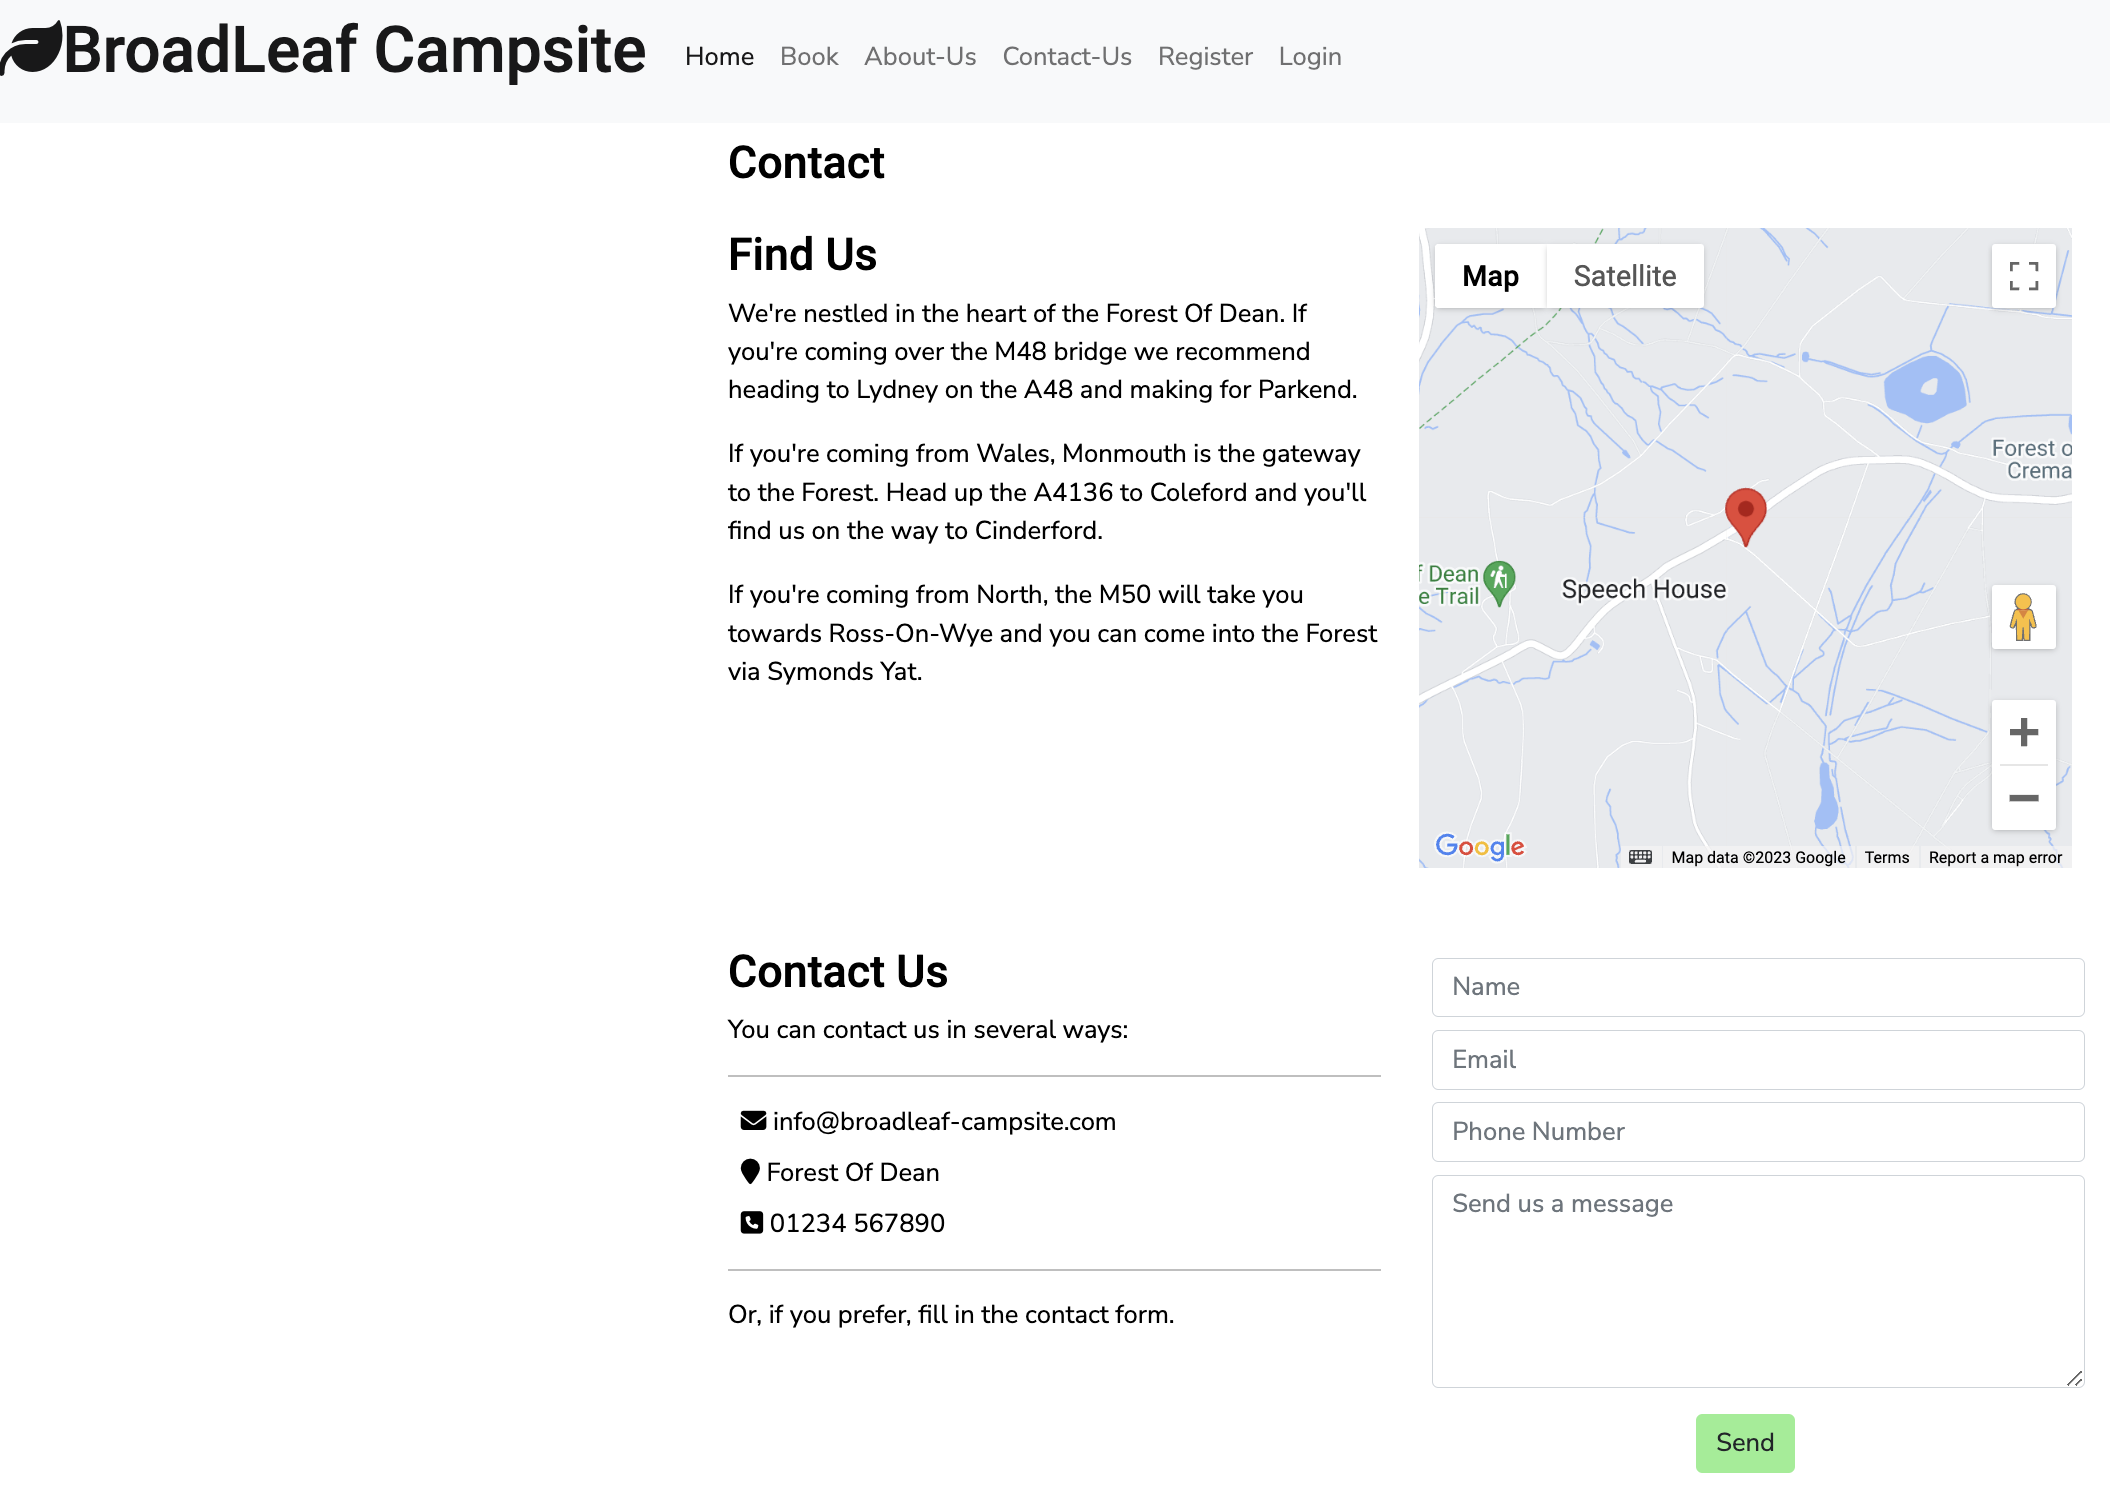 BroadLeaf Campsite
Home Book About-Us Contact-Us Register Login
Contact
Find Us
We're nestled in the heart of the Forest Of Dean. If
you're coming over the M48 bridge we recommend
heading to Lydney on the A48 and making for Parkend.
If you're coming from Wales, Monmouth is the gateway
to the Forest. Head up the A4136 to Coleford and you'll
find us on the way to Cinderford.
If you're coming from North, the M50 will take you
towards Ross-On-Wye and you can come into the Forest
via Symonds Yat.
Map Satellite
Forest o
Crema
f Dean
e Trail
Speech House
Google
Map data ©2023 Google Terms Report a map error
Contact Us
You can contact us in several ways:
info@broadleaf-campsite.com
Forest Of Dean
01234 567890
Or, if you prefer, fill in the contact form.
Name
Email
Phone Number
Send us a message
Send